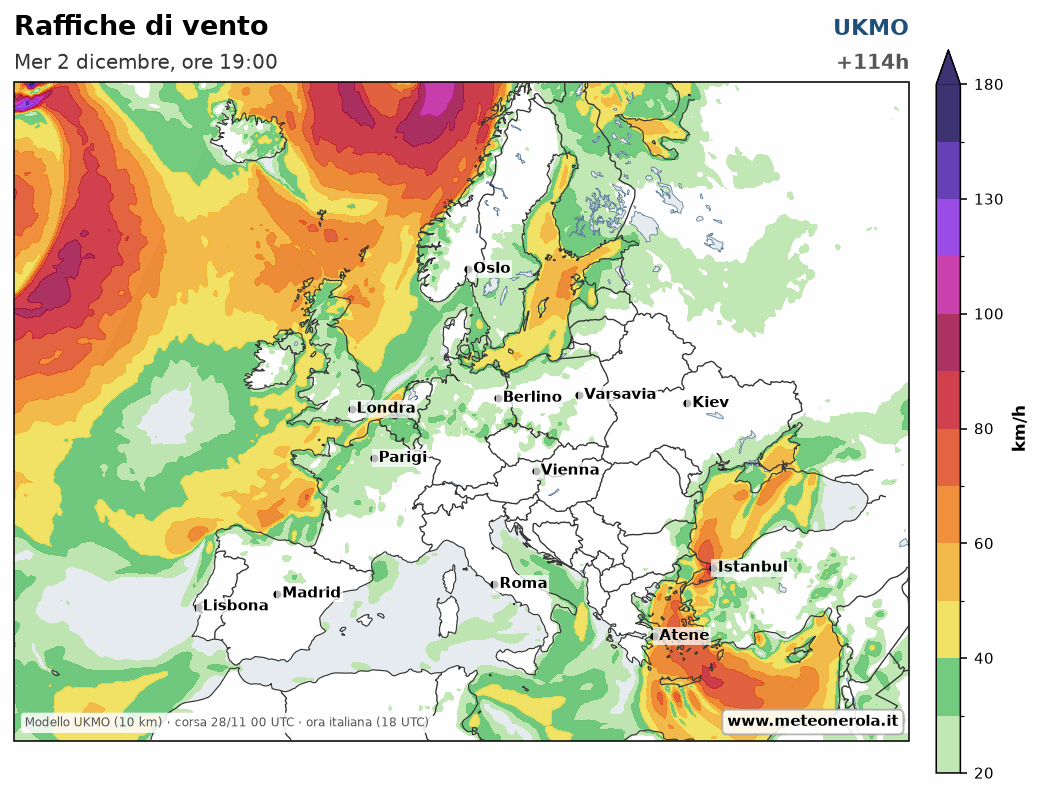 Raffiche di vento
UKMO
Mer 2 dicembre, ore 19:00
+114h
180
130
100
80
60
40
20
km/h
Oslo
Londra
Berlino
Varsavia
Kiev
Parigi
Vienna
Istanbul
Roma
Madrid
Lisbona
Atene
Modello UKMO (10 km) · corsa 28/11 00 UTC · ora italiana (18 UTC)
www.meteonerola.it